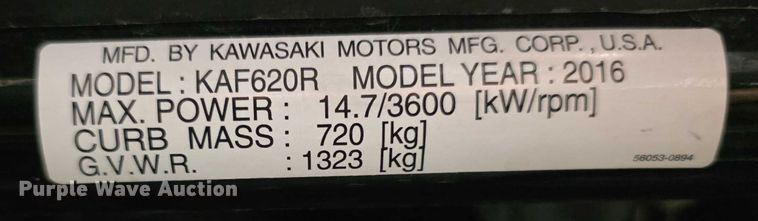 MFD. BY KAWASAKI MOTORS MFG. CORP., U.S.A.
MODEL : KAF620R MODEL YEAR : 2016
MAX. POWER : 14.7/3600 [kW/rpm]
CURB MASS : 720 [kg]
G.V.W.R. : 1323 [kg]
56053-0894
Purple Wave Auction